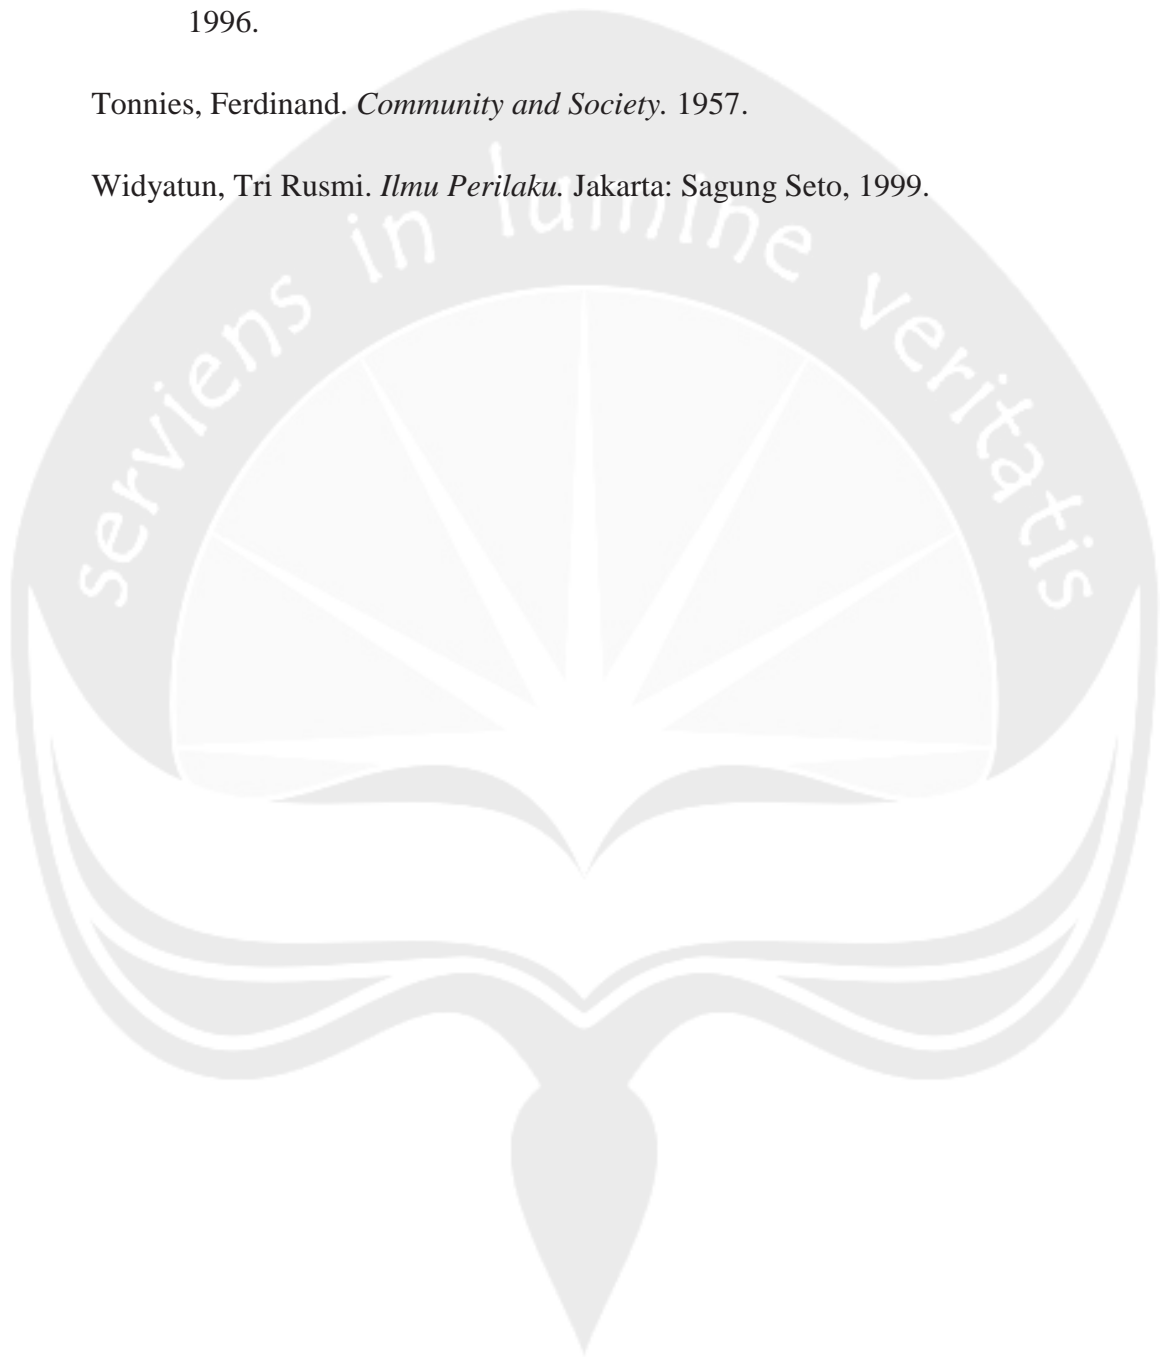 1996.
Tonnies, Ferdinand. Community and Society. 1957.
Widyatun, Tri Rusmi. Ilmu Perilaku. Jakarta: Sagung Seto, 1999.
serviens in lumine veritatis